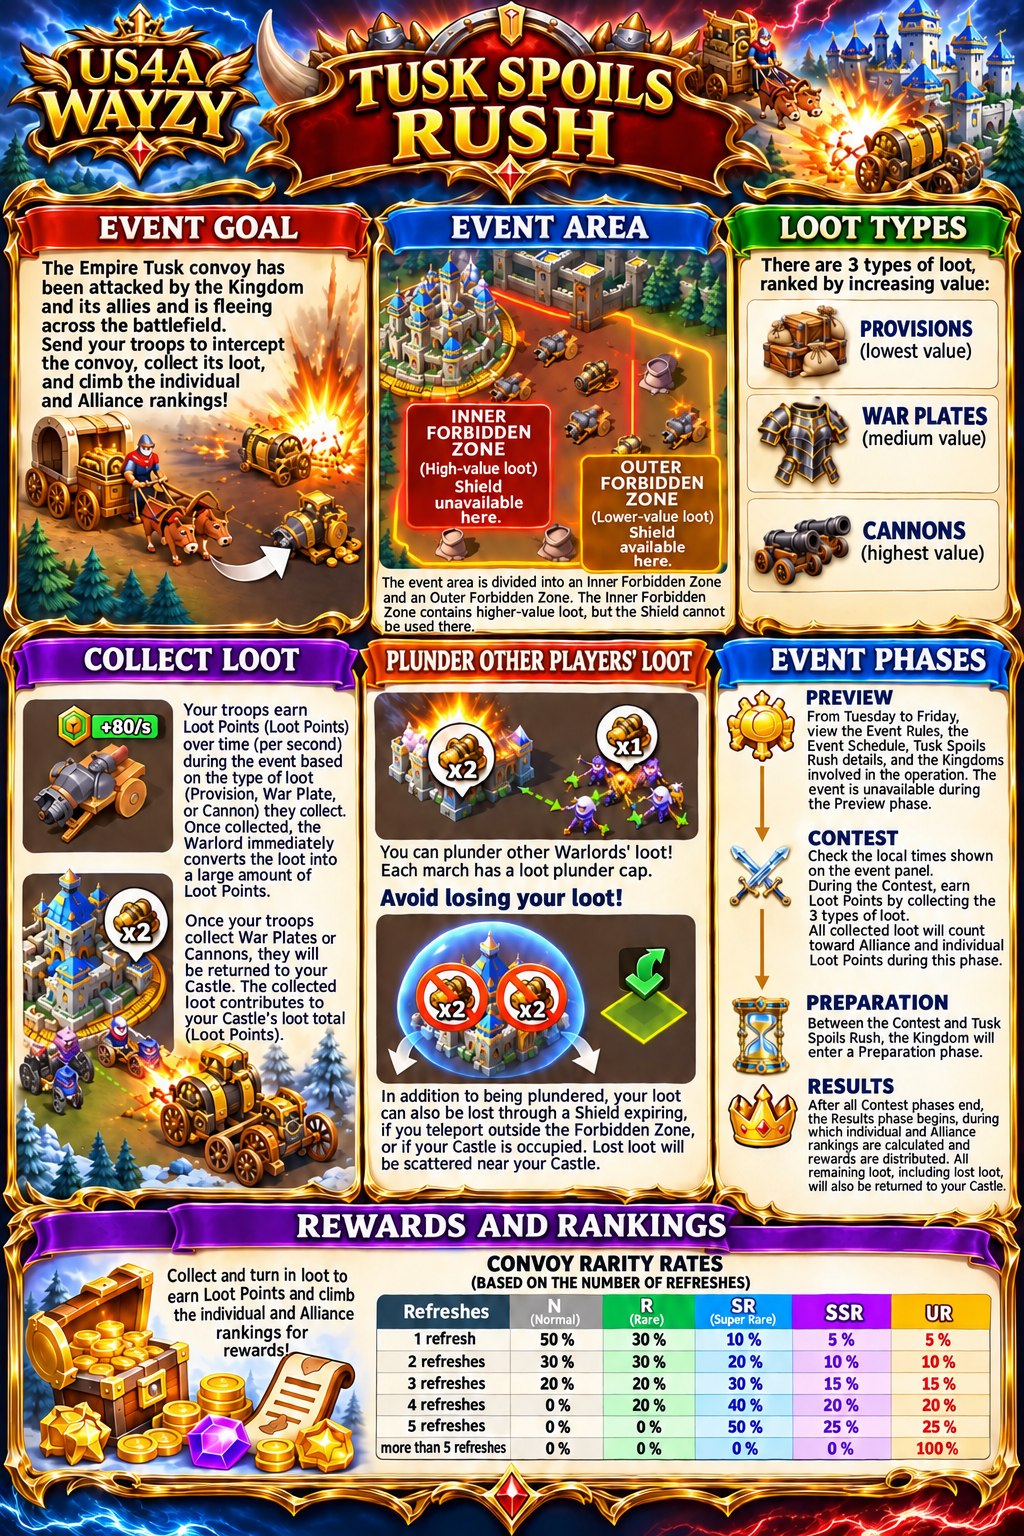 US4A
WAYZY
TUSK SPOILS
RUSH
EVENT GOAL
The Empire Tusk convoy has
been attacked by the Kingdom
and its allies and is fleeing
across the battlefield.
Send your troops to intercept
the convoy, collect its loot,
and climb the individual
and Alliance rankings!
EVENT AREA
INNER
FORBIDDEN
ZONE
(High-value loot)
Shield
unavailable
here.
OUTER
FORBIDDEN
ZONE
(Lower-value loot)
Shield
available
here.
The event area is divided into an Inner Forbidden Zone
and an Outer Forbidden Zone. The Inner Forbidden
Zone contains higher-value loot, but the Shield cannot
be used there.
LOOT TYPES
There are 3 types of loot,
ranked by increasing value:
PROVISIONS
(lowest value)
WAR PLATES
(medium value)
CANNONS
(highest value)
COLLECT LOOT
+80/s
Your troops earn
Loot Points (Loot Points)
over time (per second)
during the event based
on the type of loot
(Provision, War Plate,
or Cannon) they collect.
Once collected, the
Warlord immediately
converts the loot into
a large amount of
Loot Points.
x2
Once your troops
collect War Plates or
Cannons, they will
be returned to your
Castle. The collected
loot contributes to
your Castle's loot total
(Loot Points).
PLUNDER OTHER PLAYERS' LOOT
x2
x1
You can plunder other Warlords' loot!
Each march has a loot plunder cap.
Avoid losing your loot!
x2
x2
In addition to being plundered, your loot
can also be lost through a Shield expiring,
if you teleport outside the Forbidden Zone,
or if your Castle is occupied. Lost loot will
be scattered near your Castle.
EVENT PHASES
PREVIEW
From Tuesday to Friday,
view the Event Rules, the
Event Schedule, Tusk Spoils
Rush details, and the Kingdoms
involved in the operation. The
event is unavailable during
the Preview phase.
CONTEST
Check the local times shown
on the event panel.
During the Contest, earn
Loot Points by collecting the
3 types of loot.
All collected loot will count
toward Alliance and individual
Loot Points during this phase.
PREPARATION
Between the Contest and Tusk
Spoils Rush, the Kingdom will
enter a Preparation phase.
RESULTS
After all Contest phases end,
the Results phase begins, during
which individual and Alliance
rankings are calculated and
rewards are distributed. All
remaining loot, including lost loot,
will also be returned to your Castle.
REWARDS AND RANKINGS
Collect and turn in loot to
earn Loot Points and climb
the individual and Alliance
rankings for
rewards!
CONVOY RARITY RATES
(BASED ON THE NUMBER OF REFRESHES)
Refreshes N (Normal) R (Rare) SR (Super Rare) SSR UR
1 refresh 50 % 30 % 10 % 5 % 5 %
2 refreshes 30 % 30 % 20 % 10 % 10 %
3 refreshes 20 % 20 % 30 % 15 % 15 %
4 refreshes 0 % 20 % 40 % 20 % 20 %
5 refreshes 0 % 0 % 50 % 25 % 25 %
more than 5 refreshes 0 % 0 % 0 % 0 % 100 %